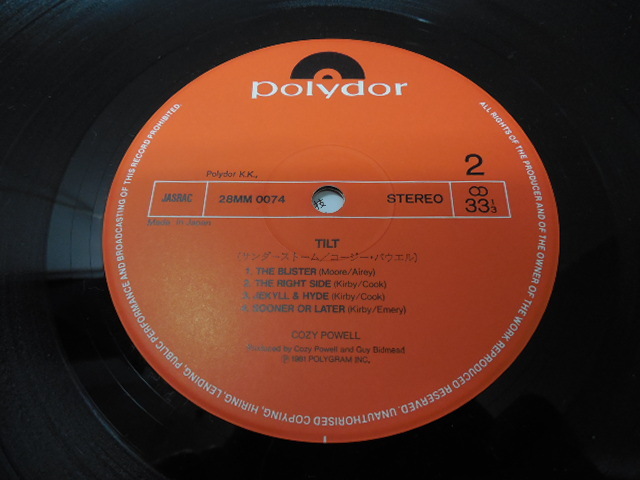 polydor
Polydor K.K.,
2
JASRAC
28MM 0074
STEREO
33 1/3
Made in Japan
TILT
(サンダーストーム/コージー・パウエル)
1. THE BLISTER (Moore/Airey)
2. THE RIGHT SIDE (Kirby/Cook)
3. JEKYLL & HYDE (Kirby/Cook)
4. SOONER OR LATER (Kirby/Emery)
COZY POWELL
Produced by Cozy Powell and Guy Bidmead
℗ 1981 POLYGRAM INC.
ALL RIGHTS OF THE PRODUCER AND OF THE OWNER OF THE WORK REPRODUCED RESERVED. UNAUTHORISED COPYING, HIRING, LENDING, PUBLIC PERFORMANCE AND BROADCASTING OF THIS RECORD PROHIBITED.